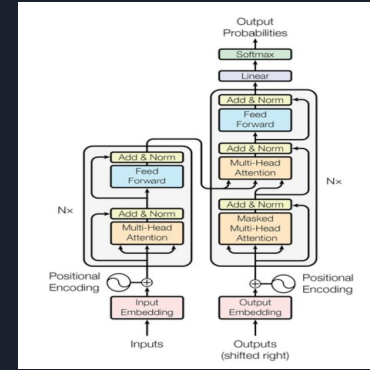 Output
Probabilities
Softmax
Linear
Add & Norm
Feed
Forward
Add & Norm
Multi-Head
Attention
Add & Norm
Masked
Multi-Head
Attention
Nx
Add & Norm
Feed
Forward
Add & Norm
Multi-Head
Attention
Nx
Positional
Encoding
Positional
Encoding
Input
Embedding
Output
Embedding
Inputs
Outputs
(shifted right)